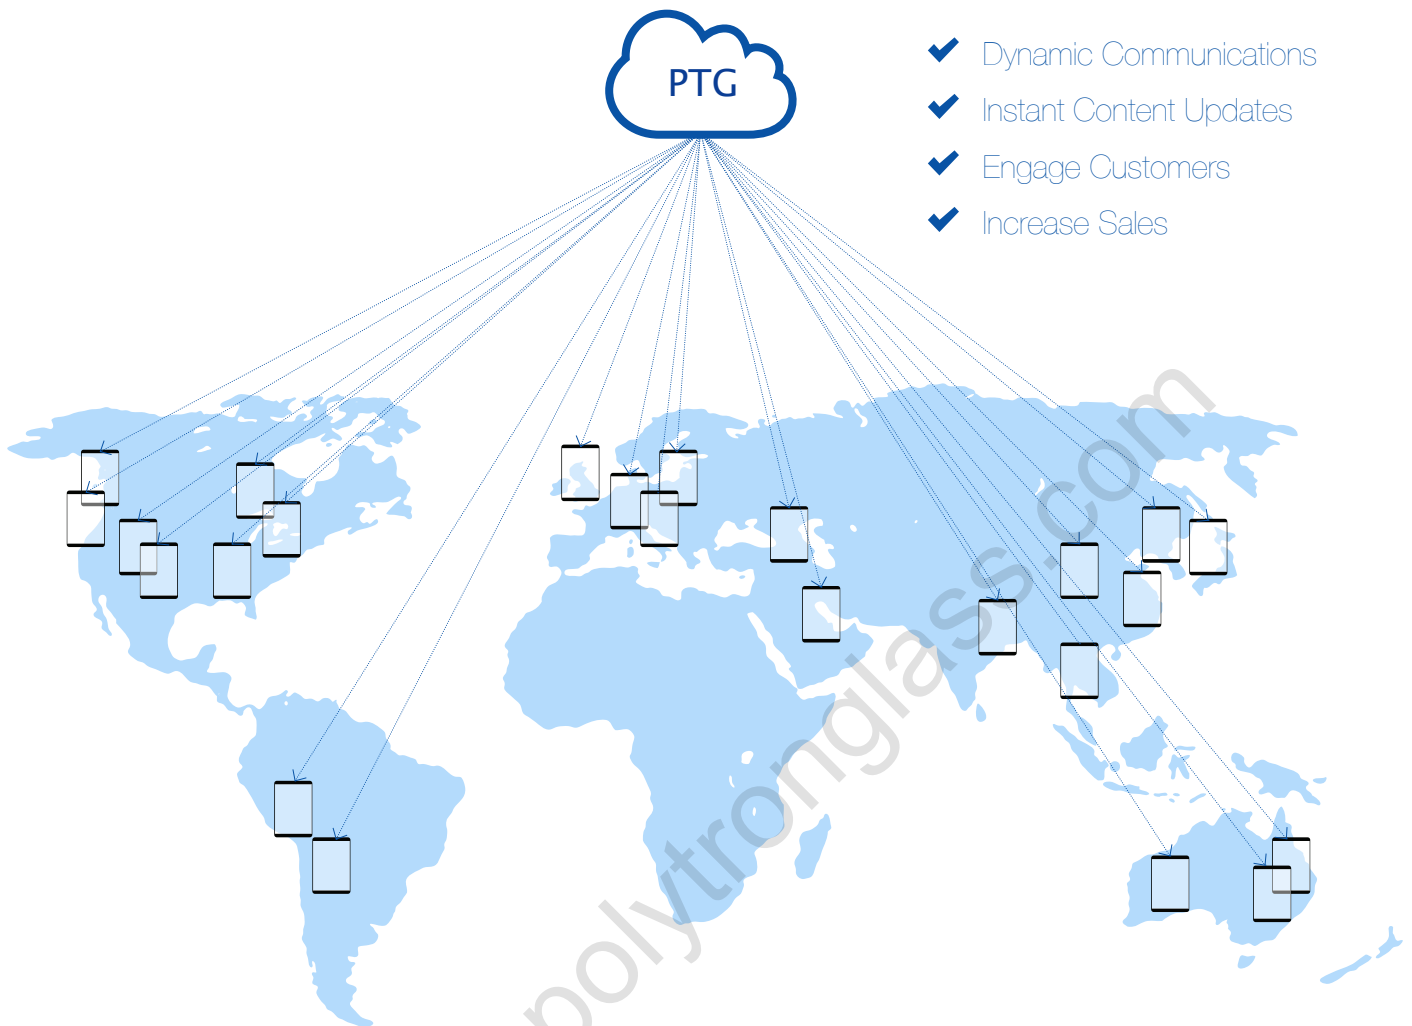 PTG
Dynamic Communications
Instant Content Updates
Engage Customers
Increase Sales
polytronglass.com